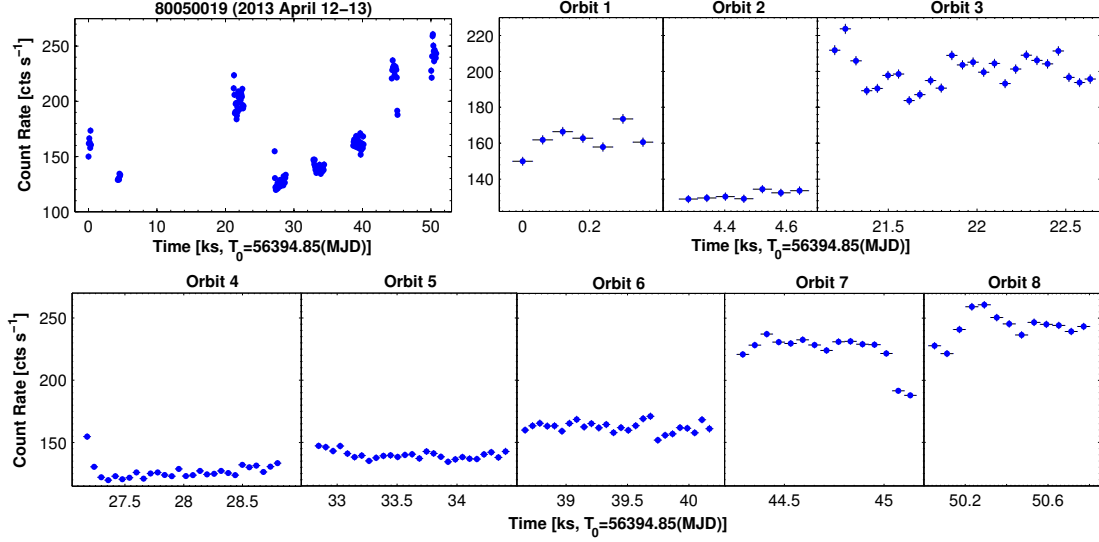 80050019 (2013 April 12−13)
Count Rate [cts s⁻¹]
250
200
150
100
0 10 20 30 40 50
Time [ks, T₀=56394.85(MJD)]
Orbit 1 Orbit 2 Orbit 3
220
200
180
160
140
0 0.2 4.4 4.6 21.5 22 22.5
Time [ks, T₀=56394.85(MJD)]
Orbit 4 Orbit 5 Orbit 6 Orbit 7 Orbit 8
Count Rate [cts s⁻¹]
250
200
150
27.5 28 28.5 33 33.5 34 39 39.5 40 44.5 45 50.2 50.6
Time [ks, T₀=56394.85(MJD)]